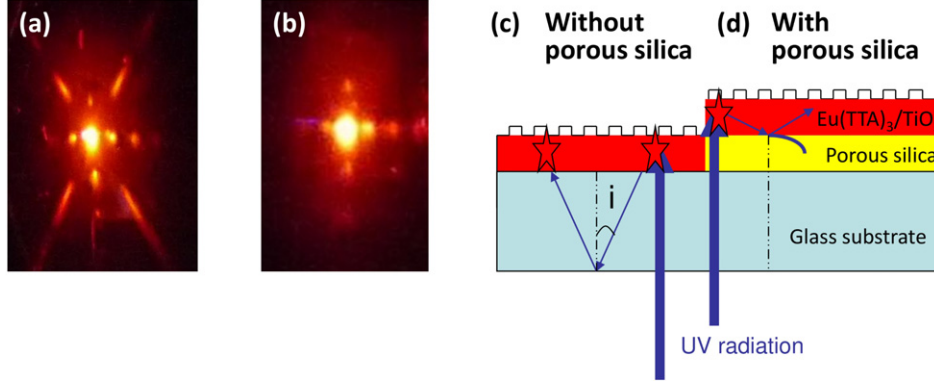 (a)
(b)
(c) Without
porous silica
(d) With
porous silica
Eu(TTA)₃/TiO
Porous silica
i
Glass substrate
UV radiation